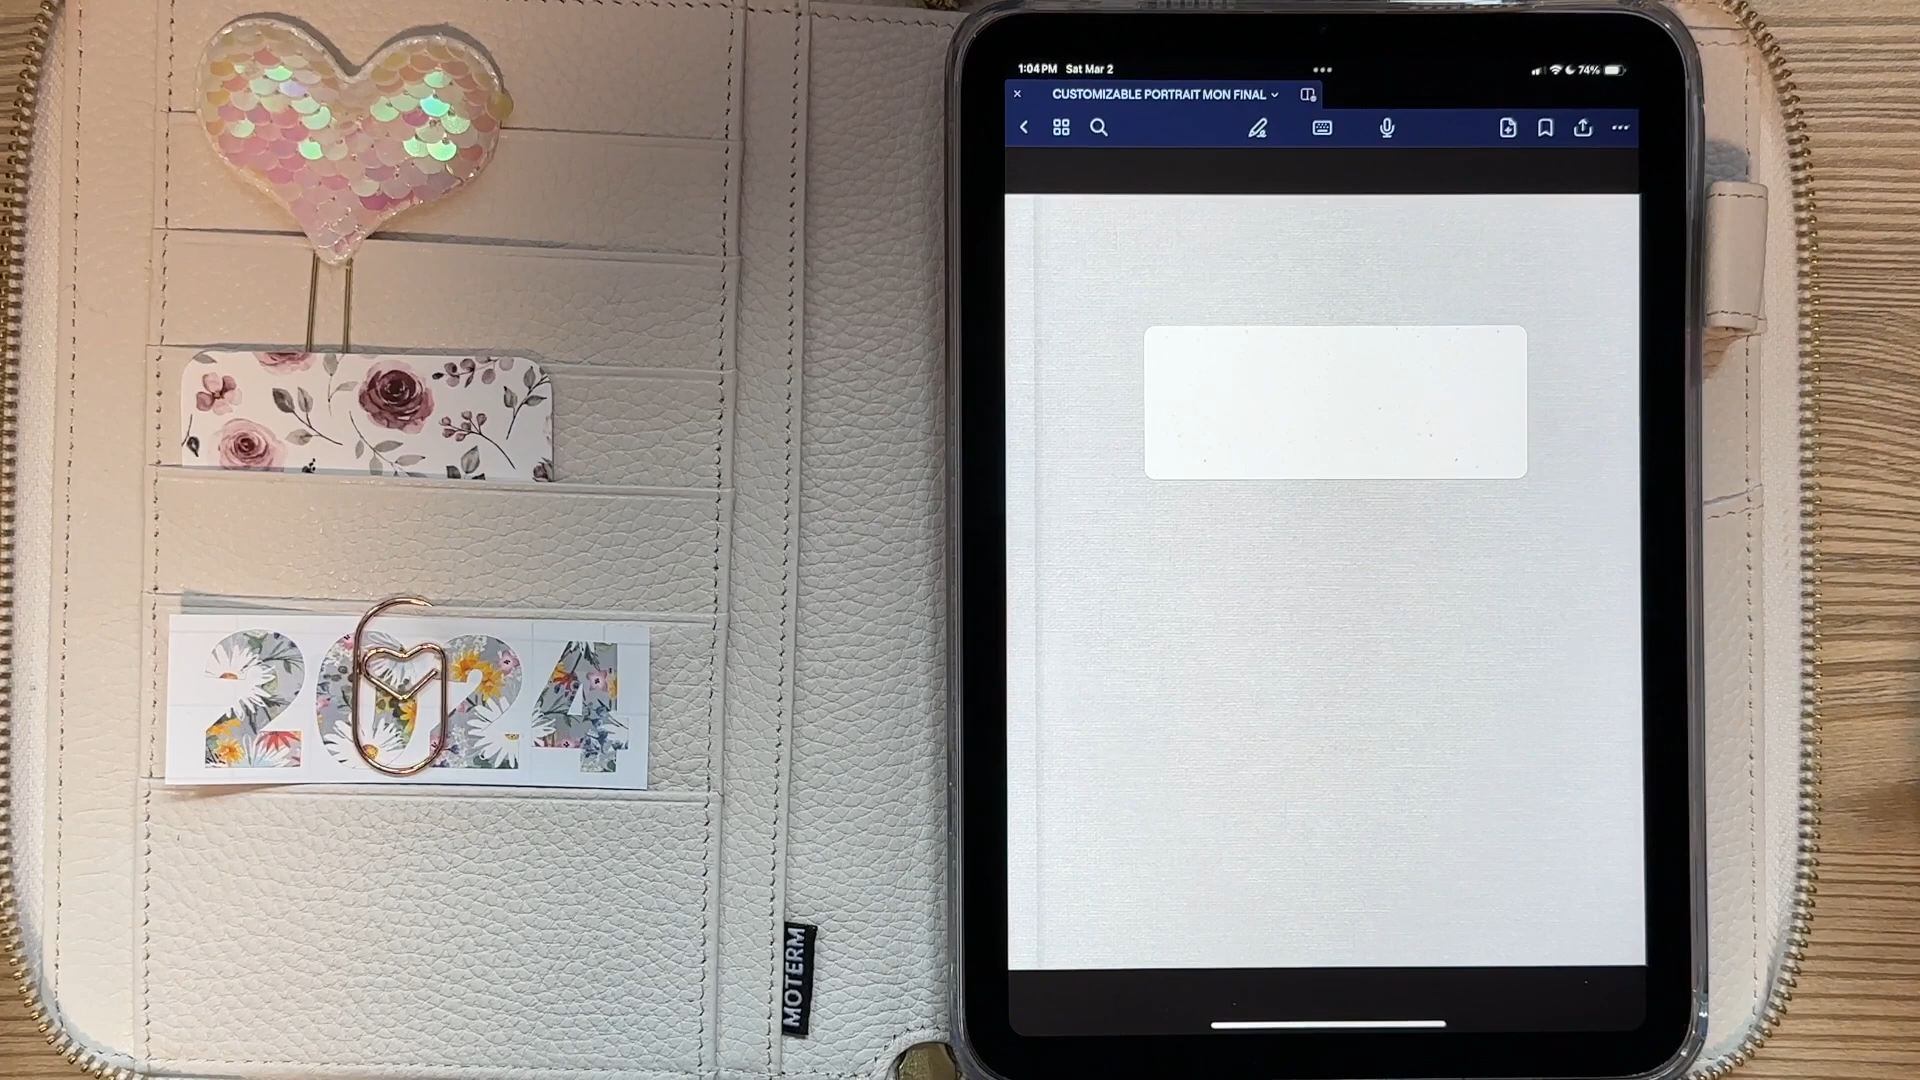 2024
MOTERM
1:04 PM Sat Mar 2
74%
CUSTOMIZABLE PORTRAIT MON FINAL